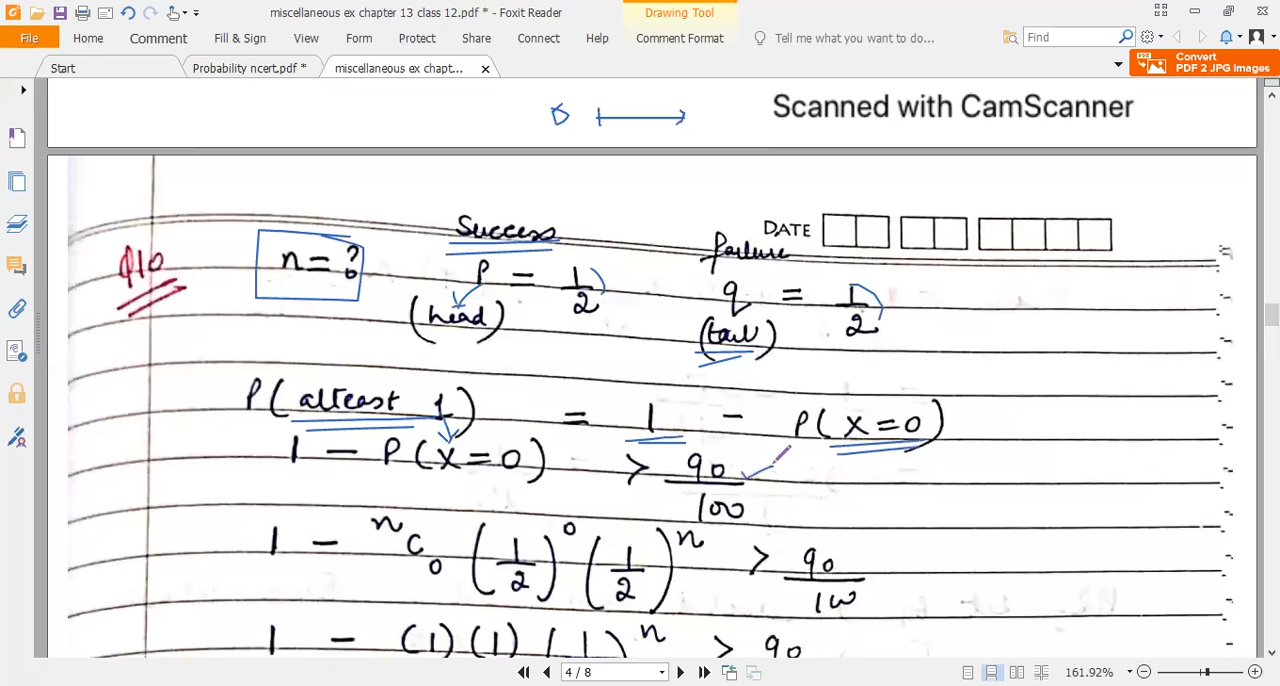 miscellaneous ex chapter 13 class 12.pdf * - Foxit Reader
Drawing Tool
File Home Comment Fill & Sign View Form Protect Share Connect Help Comment Format Tell me what you want to do... Find
Start Probability ncert.pdf * miscellaneous ex chapt... Convert PDF 2 JPG Images
Scanned with CamScanner
DATE
Q10 n = ? Success failure
p = 1/2 q = 1/2
(head) (tail)
P(atleast 1) = 1 - P(X=0)
1 - P(X=0) > 90/100
1 - nC0 (1/2)^0 (1/2)^n > 90/100
1 - (1)(1)(1)^n > 90
4 / 8 161.92%